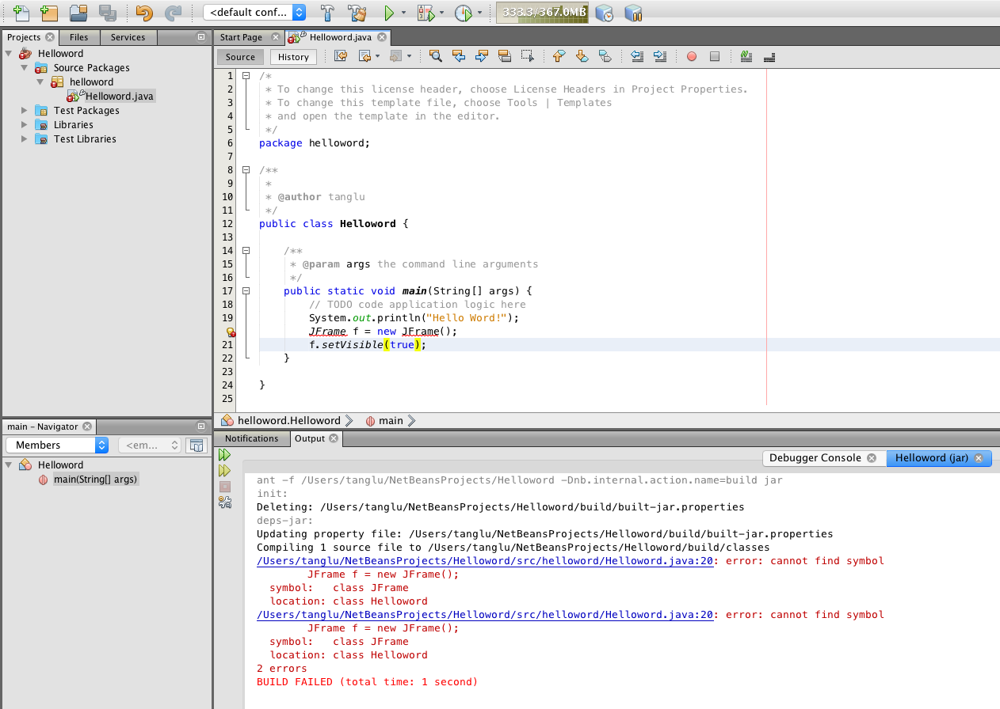 <default conf...
333.3/367.0MB
Projects
Files
Services
Helloword
Source Packages
helloword
Helloword.java
Test Packages
Libraries
Test Libraries
Start Page
Helloword.java
Source
History
1 /*
2 * To change this license header, choose License Headers in Project Properties.
3 * To change this template file, choose Tools | Templates
4 * and open the template in the editor.
5 */
6 package helloword;
7
8 /**
9 *
10 * @author tanglu
11 */
12 public class Helloword {
13
14 /**
15 * @param args the command line arguments
16 */
17 public static void main(String[] args) {
18 // TODO code application logic here
19 System.out.println("Hello Word!");
JFrame f = new JFrame();
21 f.setVisible(true);
22 }
23
24 }
25
helloword.Helloword
main
main - Navigator
Members
<em...
Helloword
main(String[] args)
Notifications
Output
Debugger Console
Helloword (jar)
ant -f /Users/tanglu/NetBeansProjects/Helloword -Dnb.internal.action.name=build jar
init:
Deleting: /Users/tanglu/NetBeansProjects/Helloword/build/built-jar.properties
deps-jar:
Updating property file: /Users/tanglu/NetBeansProjects/Helloword/build/built-jar.properties
Compiling 1 source file to /Users/tanglu/NetBeansProjects/Helloword/build/classes
/Users/tanglu/NetBeansProjects/Helloword/src/helloword/Helloword.java:20: error: cannot find symbol
JFrame f = new JFrame();
symbol: class JFrame
location: class Helloword
/Users/tanglu/NetBeansProjects/Helloword/src/helloword/Helloword.java:20: error: cannot find symbol
JFrame f = new JFrame();
symbol: class JFrame
location: class Helloword
2 errors
BUILD FAILED (total time: 1 second)